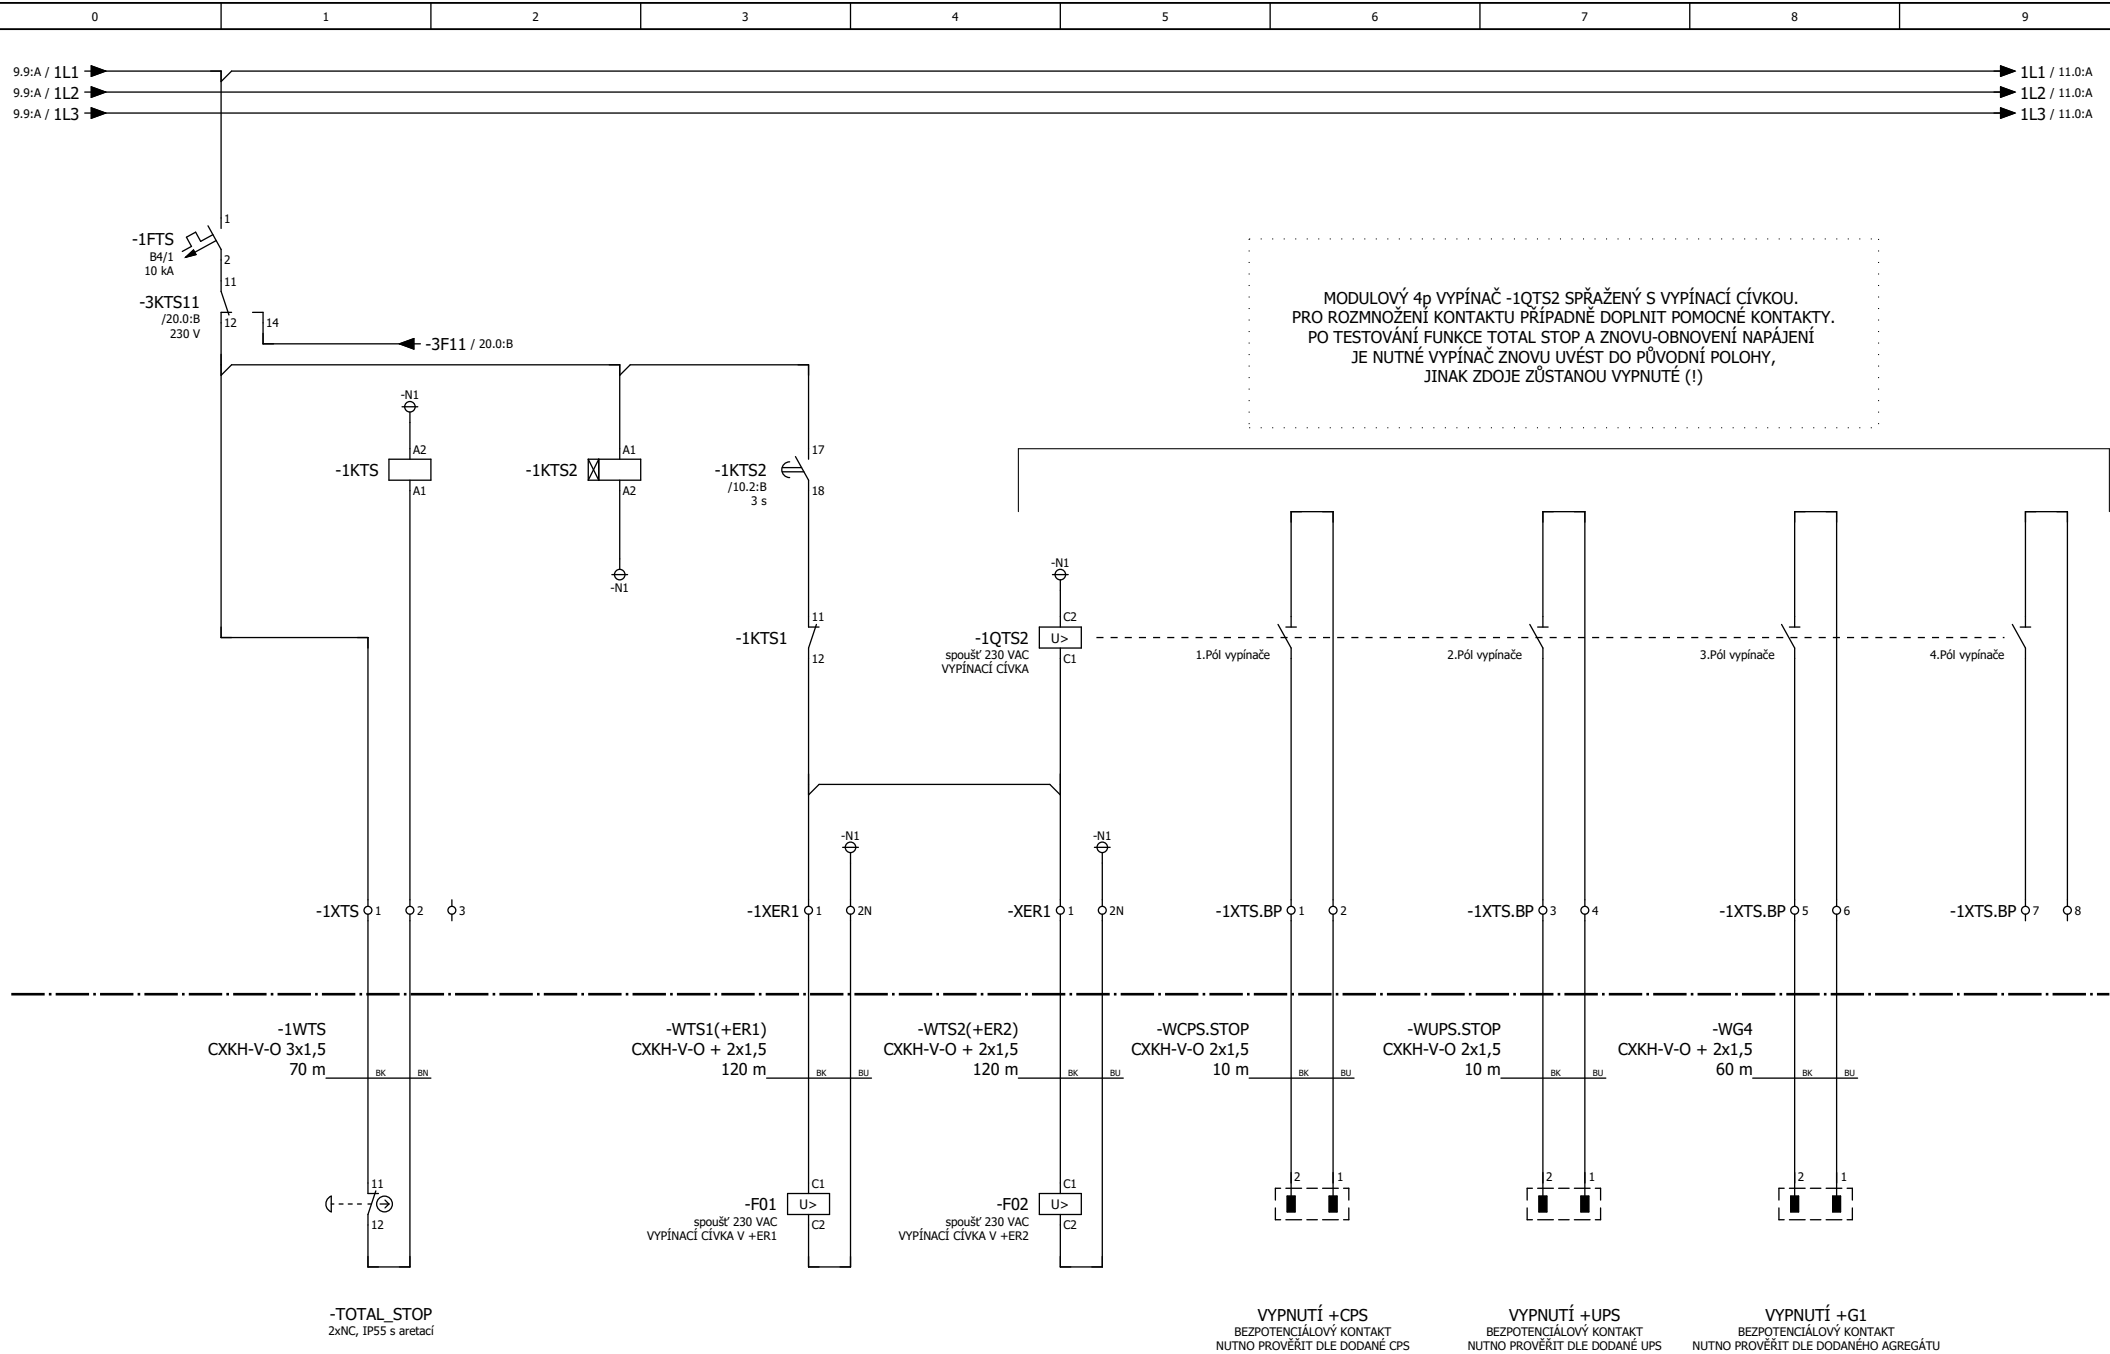 0 1 2 3 4 5 6 7 8 9
9.9:A / 1L1
1L1 / 11.0:A
9.9:A / 1L2
1L2 / 11.0:A
9.9:A / 1L3
1L3 / 11.0:A
1
-1FTS
B4/1
10 kA
2
11
-3KTS11
/20.0:B
230 V
12
14
-3F11 / 20.0:B
MODULOVÝ 4p VYPÍNAČ -1QTS2 SPŘAŽENÝ S VYPÍNACÍ CÍVKOU.
PRO ROZMNOŽENÍ KONTAKTU PŘÍPADNĚ DOPLNIT POMOCNÉ KONTAKTY.
PO TESTOVÁNÍ FUNKCE TOTAL STOP A ZNOVU-OBNOVENÍ NAPÁJENÍ
JE NUTNÉ VYPÍNAČ ZNOVU UVÉST DO PŮVODNÍ POLOHY,
JINAK ZDOJE ZŮSTANOU VYPNUTÉ (!)
-N1
A2
-1KTS
A1
A1
-1KTS2
A2
-N1
17
-1KTS2
/10.2:B
3 s
18
11
-1KTS1
12
-N1
C2
-1QTS2
U>
spoušť 230 VAC
VYPÍNACÍ CÍVKA
C1
1.Pól vypínače
2.Pól vypínače
3.Pól vypínače
4.Pól vypínače
-N1
-N1
-1XTS 1 2 3
-1XER1 1 2N
-XER1 1 2N
-1XTS.BP 1 2
-1XTS.BP 3 4
-1XTS.BP 5 6
-1XTS.BP 7 8
-1WTS
CXKH-V-O 3x1,5
70 m
BK BN
-WTS1(+ER1)
CXKH-V-O + 2x1,5
120 m
BK BU
-WTS2(+ER2)
CXKH-V-O + 2x1,5
120 m
BK BU
-WCPS.STOP
CXKH-V-O 2x1,5
10 m
BK BU
-WUPS.STOP
CXKH-V-O 2x1,5
10 m
BK BU
-WG4
CXKH-V-O + 2x1,5
60 m
BK BU
11
12
C1
-F01
U>
spoušť 230 VAC
VYPÍNACÍ CÍVKA V +ER1
C2
C1
-F02
U>
spoušť 230 VAC
VYPÍNACÍ CÍVKA V +ER2
C2
2 1
2 1
2 1
-TOTAL_STOP
2xNC, IP55 s aretací
VYPNUTÍ +CPS
BEZPOTENCIÁLOVÝ KONTAKT
NUTNO PROVĚŘIT DLE DODANÉ CPS
VYPNUTÍ +UPS
BEZPOTENCIÁLOVÝ KONTAKT
NUTNO PROVĚŘIT DLE DODANÉ UPS
VYPNUTÍ +G1
BEZPOTENCIÁLOVÝ KONTAKT
NUTNO PROVĚŘIT DLE DODANÉHO AGREGÁTU